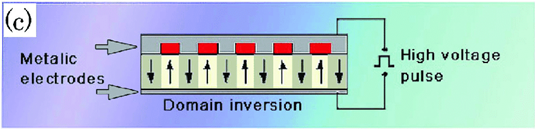 (c)
Metalic
electrodes
High voltage
pulse
Domain inversion